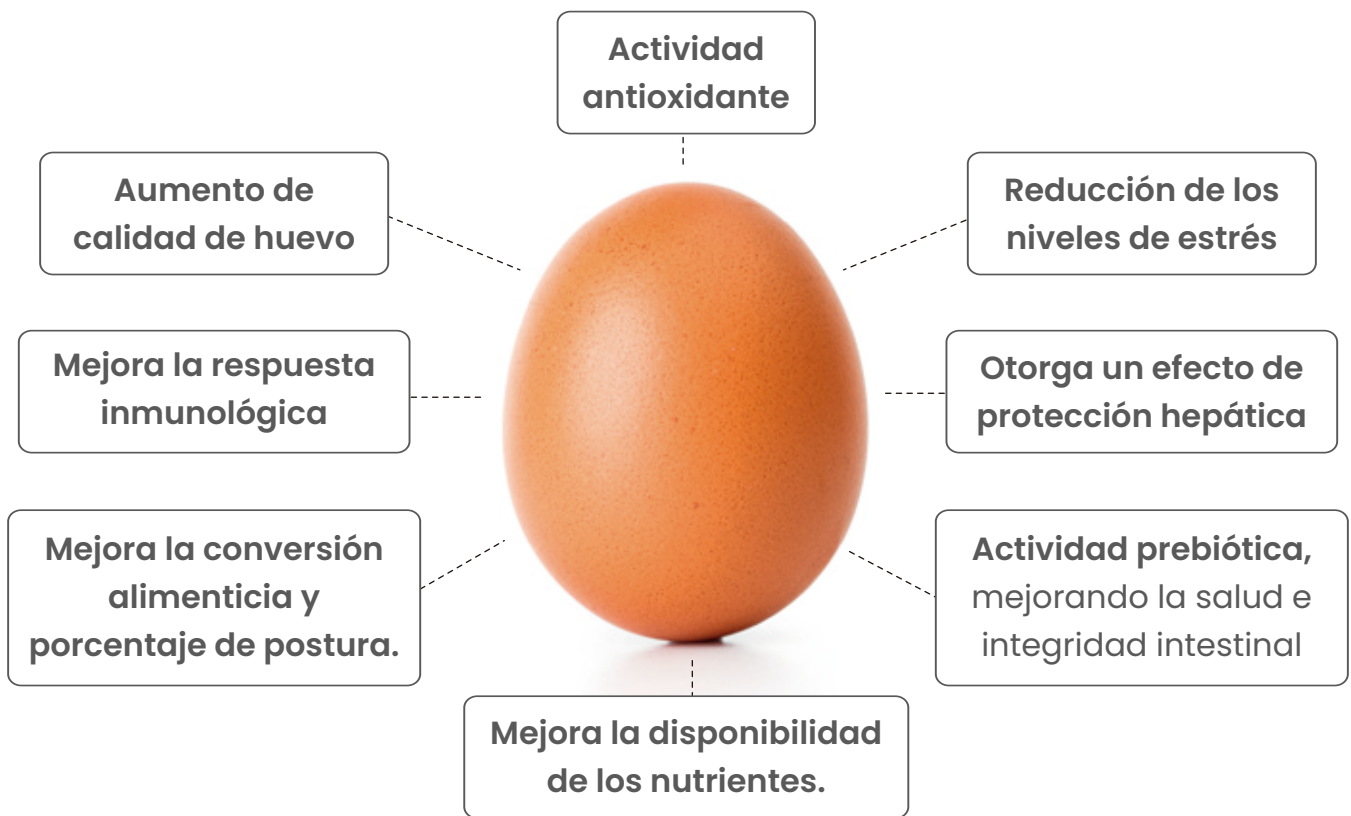 Actividad
antioxidante
Aumento de
calidad de huevo
Reducción de los
niveles de estrés
Mejora la respuesta
inmunológica
Otorga un efecto de
protección hepática
Mejora la conversión
alimenticia y
porcentaje de postura.
Actividad prebiótica,
mejorando la salud e
integridad intestinal
Mejora la disponibilidad
de los nutrientes.